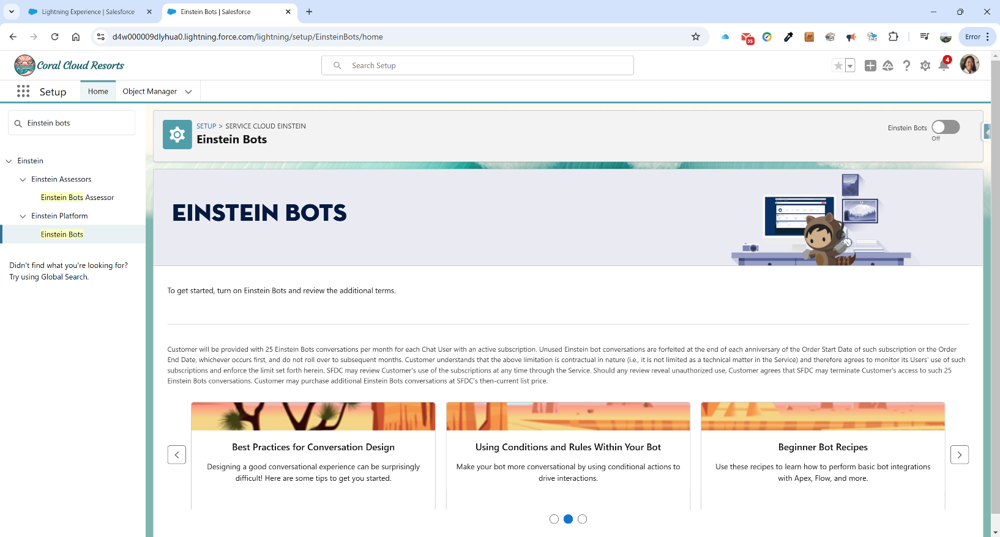 Lightning Experience | Salesforce
Einstein Bots | Salesforce
d4w000009dlyhua0.lightning.force.com/lightning/setup/EinsteinBots/home
35
Error
Coral Cloud Resorts
Search Setup
4
Setup
Home
Object Manager
Einstein bots
Einstein
Einstein Assessors
Einstein Bots Assessor
Einstein Platform
Einstein Bots
Didn't find what you're looking for?
Try using Global Search.
SETUP > SERVICE CLOUD EINSTEIN
Einstein Bots
Einstein Bots
Off
EINSTEIN BOTS
To get started, turn on Einstein Bots and review the additional terms.
Customer will be provided with 25 Einstein Bots conversations per month for each Chat User with an active subscription. Unused Einstein bot conversations are forfeited at the end of each anniversary of the Order Start Date of such subscription or the Order
End Date, whichever occurs first, and do not roll over to subsequent months. Customer understands that the above limitation is contractual in nature (i.e., it is not limited as a technical matter in the Service) and therefore agrees to monitor its Users' use of such
subscriptions and enforce the limit set forth herein. SFDC may review Customer's use of the subscriptions at any time through the Service. Should any review reveal unauthorized use, Customer agrees that SFDC may terminate Customer's access to such 25
Einstein Bots conversations. Customer may purchase additional Einstein Bots conversations at SFDC's then-current list price.
Best Practices for Conversation Design
Designing a good conversational experience can be surprisingly
difficult! Here are some tips to get you started.
Using Conditions and Rules Within Your Bot
Make your bot more conversational by using conditional actions to
drive interactions.
Beginner Bot Recipes
Use these recipes to learn how to perform basic bot integrations
with Apex, Flow, and more.